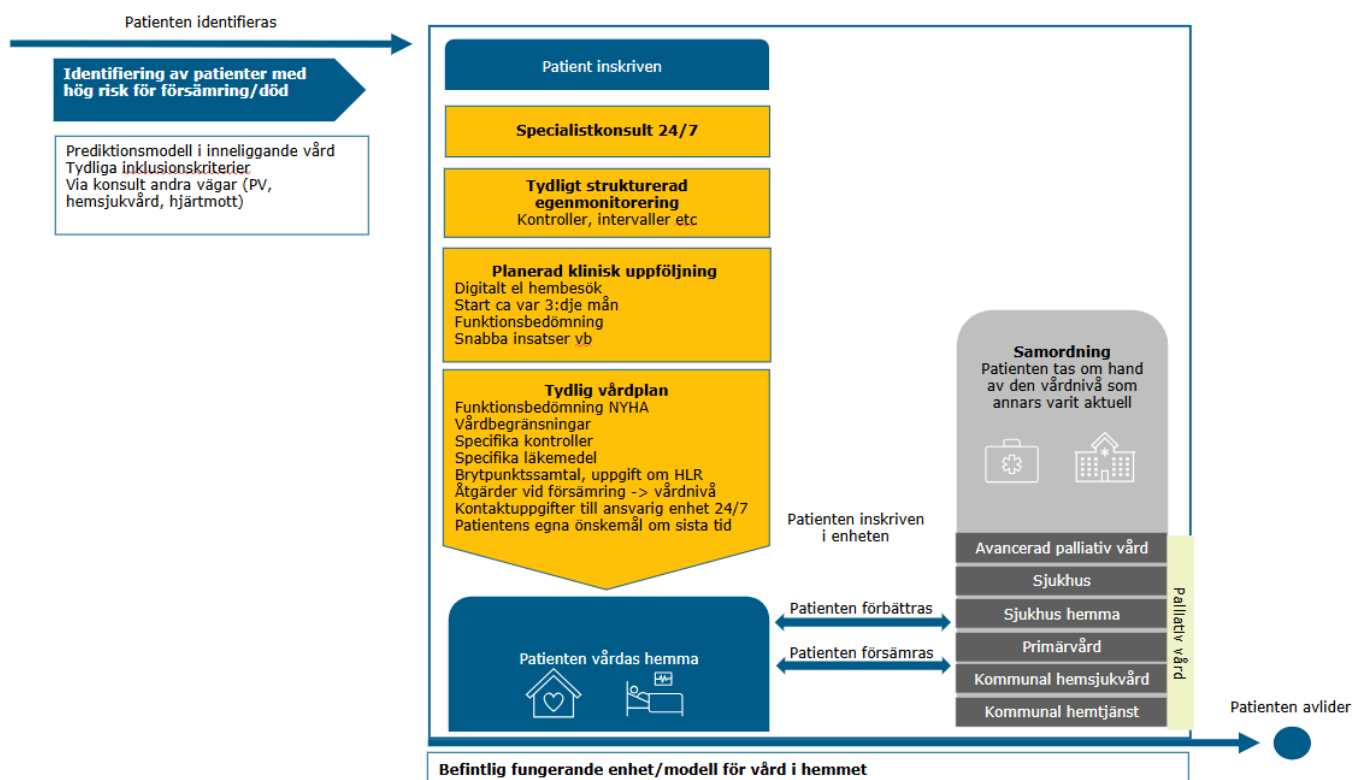 Patienten identifieras
Identifiering av patienter med
hög risk för försämring/död
Prediktionsmodell i inneliggande vård
Tydliga inklusionskriterier
Via konsult andra vägar (PV,
hemsjukvård, hjärtmott)
Patient inskriven
Specialistkonsult 24/7
Tydligt strukturerad
egenmonitorering
Kontroller, intervaller etc
Planerad klinisk uppföljning
Digitalt el hembesök
Start ca var 3:dje mån
Funktionsbedömning
Snabba insatser vb
Tydlig vårdplan
Funktionsbedömning NYHA
Vårdbegränsningar
Specifika kontroller
Specifika läkemedel
Brytpunktssamtal, uppgift om HLR
Åtgärder vid försämring -> vårdnivå
Kontaktuppgifter till ansvarig enhet 24/7
Patientens egna önskemål om sista tid
Patienten vårdas hemma
Patienten inskriven
i enheten
Patienten förbättras
Patienten försämras
Samordning
Patienten tas om hand
av den vårdnivå som
annars varit aktuell
Avancerad palliativ vård
Sjukhus
Sjukhus hemma
Primärvård
Kommunal hemsjukvård
Kommunal hemtjänst
Palliativ vård
Patienten avlider
Befintlig fungerande enhet/modell för vård i hemmet